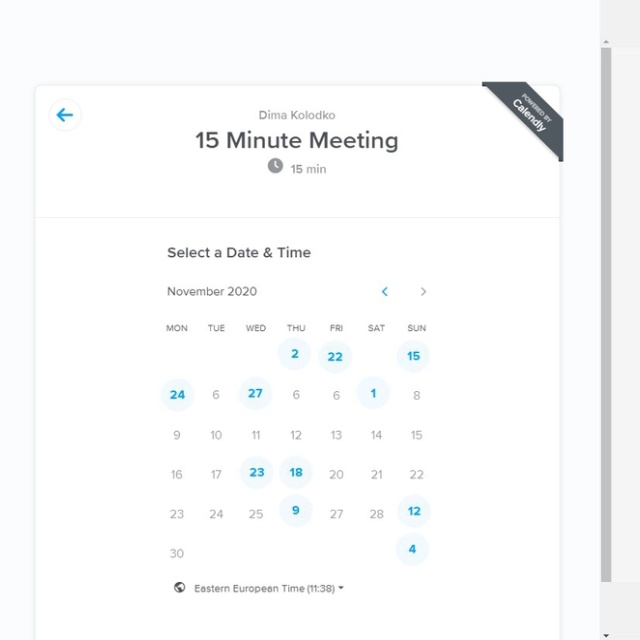 POWERED BY
Calendly
Dima Kolodko
15 Minute Meeting
15 min
Select a Date & Time
November 2020
MON TUE WED THU FRI SAT SUN
2 22 15
24 6 27 6 6 1 8
9 10 11 12 13 14 15
16 17 23 18 20 21 22
23 24 25 9 27 28 12
30 4
Eastern European Time (11:38)